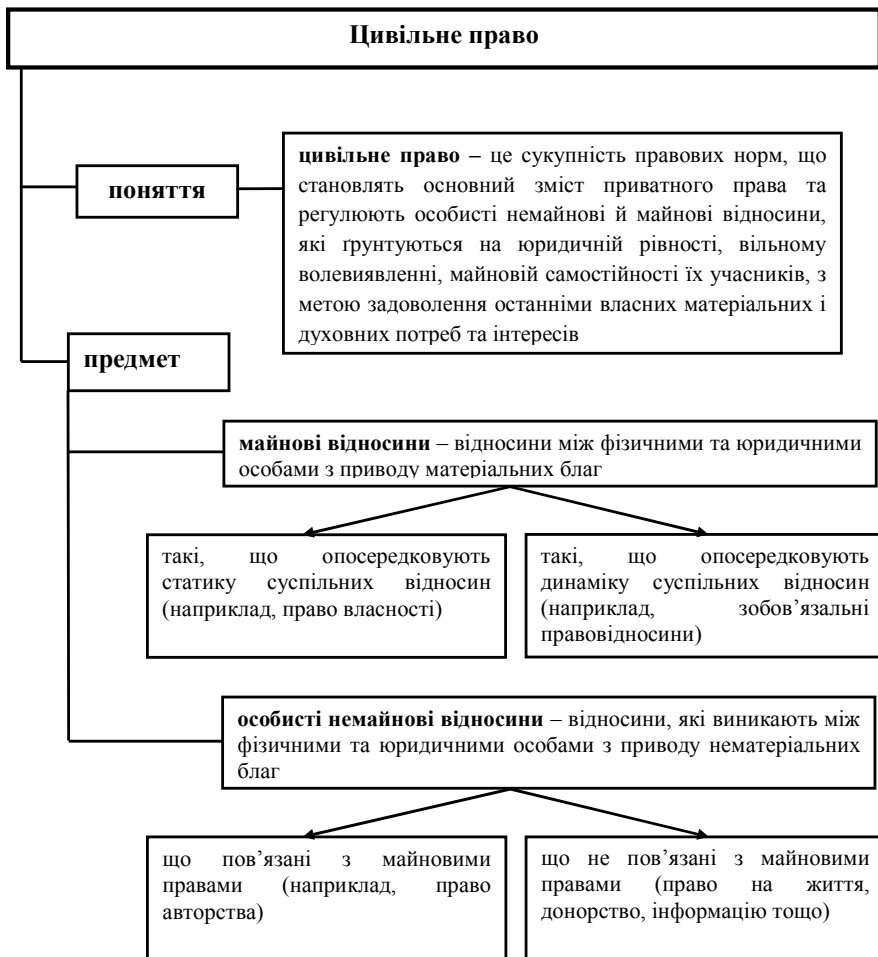 Цивільне право
поняття
цивільне право – це сукупність правових норм, що
становлять основний зміст приватного права та
регулюють особисті немайнові й майнові відносини,
які ґрунтуються на юридичній рівності, вільному
волевиявленні, майновій самостійності їх учасників, з
метою задоволення останніми власних матеріальних і
духовних потреб та інтересів
предмет
майнові відносини – відносини між фізичними та юридичними
особами з приводу матеріальних благ
такі, що опосередковують
статику суспільних відносин
(наприклад, право власності)
такі, що опосередковують
динаміку суспільних відносин
(наприклад, зобов’язальні
правовідносини)
особисті немайнові відносини – відносини, які виникають між
фізичними та юридичними особами з приводу нематеріальних
благ
що пов’язані з майновими
правами (наприклад, право
авторства)
що не пов’язані з майновими
правами (право на життя,
донорство, інформацію тощо)